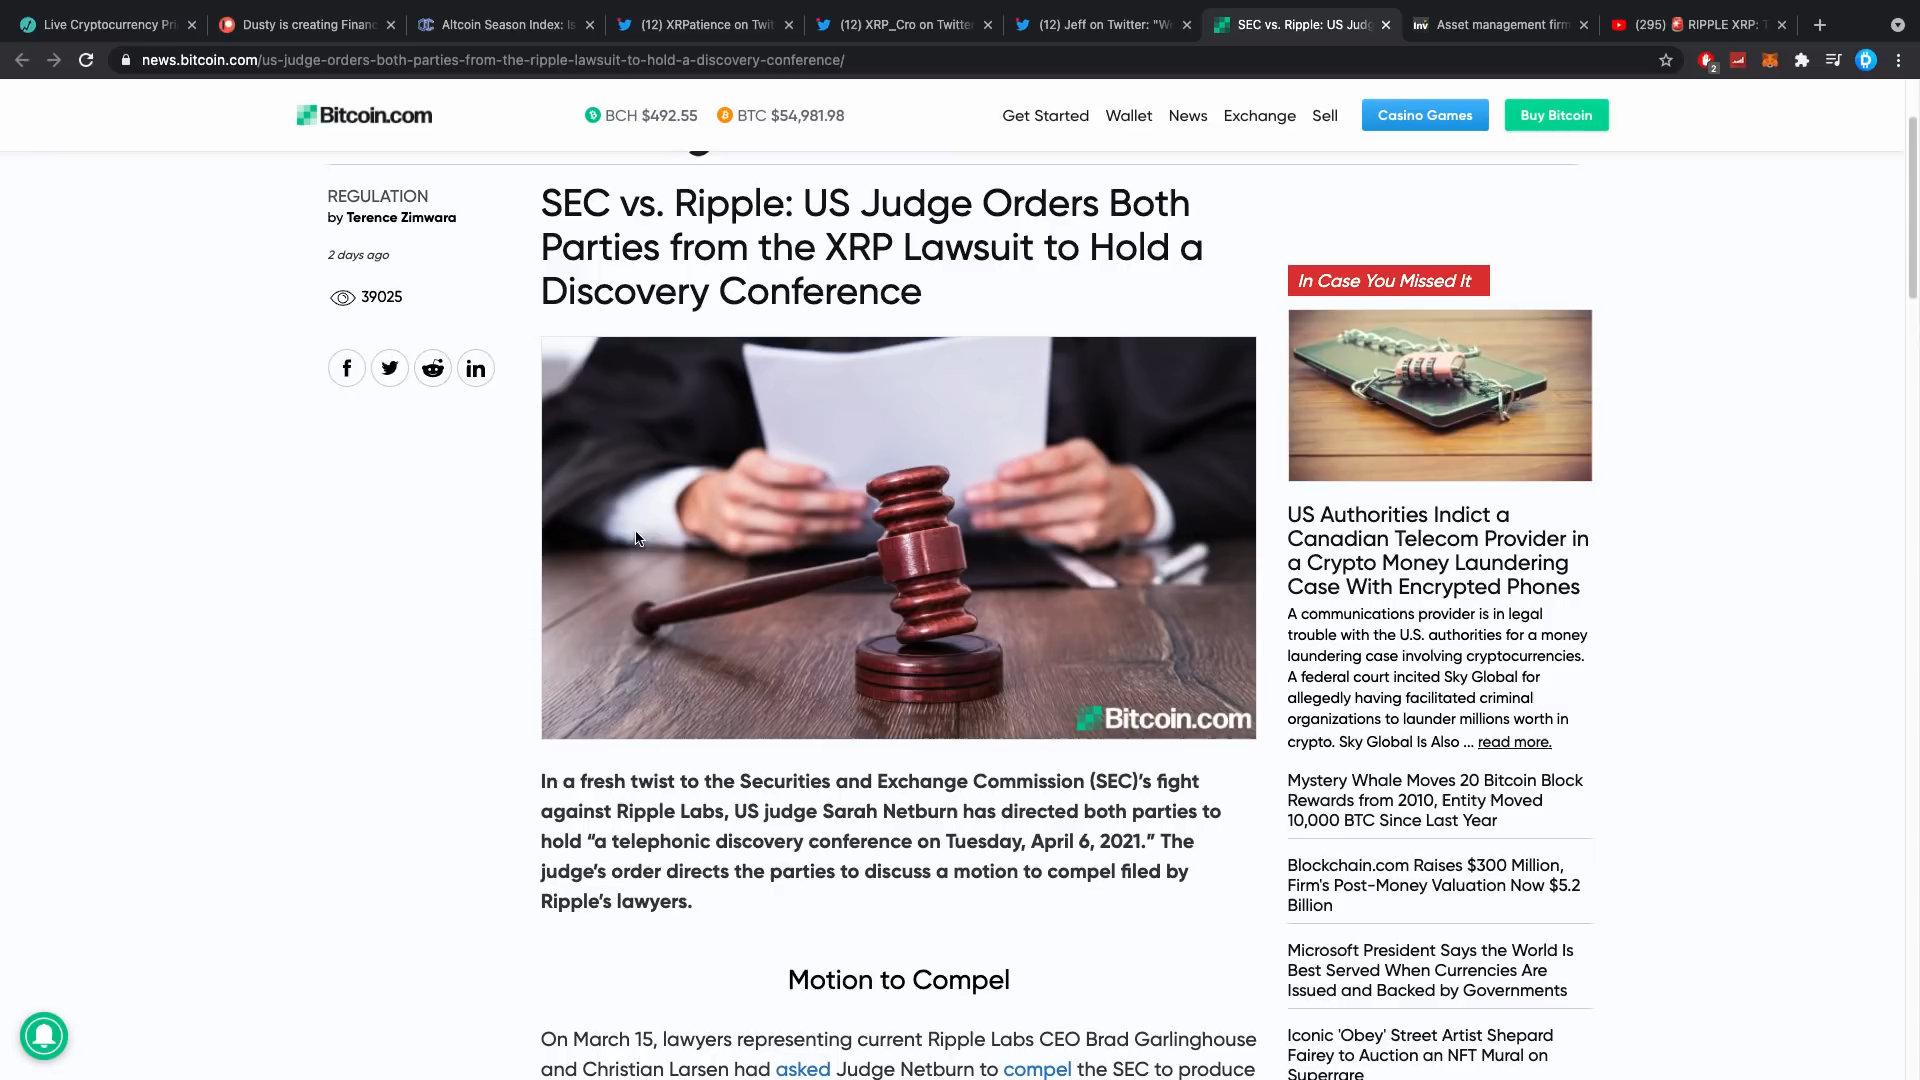 Live Cryptocurrency Pri
Dusty is creating Financ
Altcoin Season Index: Is
(12) XRPatience on Twit
(12) XRP_Cro on Twitter
(12) Jeff on Twitter: "We
SEC vs. Ripple: US Judg
Asset management firm
(295) 🚨 RIPPLE XRP: T
news.bitcoin.com/us-judge-orders-both-parties-from-the-ripple-lawsuit-to-hold-a-discovery-conference/
2
Bitcoin.com
BCH $492.55
BTC $54,981.98
Get Started
Wallet
News
Exchange
Sell
Casino Games
Buy Bitcoin
REGULATION
by Terence Zimwara
2 days ago
39025
SEC vs. Ripple: US Judge Orders Both
Parties from the XRP Lawsuit to Hold a
Discovery Conference
Bitcoin.com
In a fresh twist to the Securities and Exchange Commission (SEC)’s fight
against Ripple Labs, US judge Sarah Netburn has directed both parties to
hold “a telephonic discovery conference on Tuesday, April 6, 2021.” The
judge’s order directs the parties to discuss a motion to compel filed by
Ripple’s lawyers.
Motion to Compel
On March 15, lawyers representing current Ripple Labs CEO Brad Garlinghouse
and Christian Larsen had asked Judge Netburn to compel the SEC to produce
In Case You Missed It
US Authorities Indict a
Canadian Telecom Provider in
a Crypto Money Laundering
Case With Encrypted Phones
A communications provider is in legal
trouble with the U.S. authorities for a money
laundering case involving cryptocurrencies.
A federal court incited Sky Global for
allegedly having facilitated criminal
organizations to launder millions worth in
crypto. Sky Global Is Also ... read more.
Mystery Whale Moves 20 Bitcoin Block
Rewards from 2010, Entity Moved
10,000 BTC Since Last Year
Blockchain.com Raises $300 Million,
Firm's Post-Money Valuation Now $5.2
Billion
Microsoft President Says the World Is
Best Served When Currencies Are
Issued and Backed by Governments
Iconic 'Obey' Street Artist Shepard
Fairey to Auction an NFT Mural on
Superrare